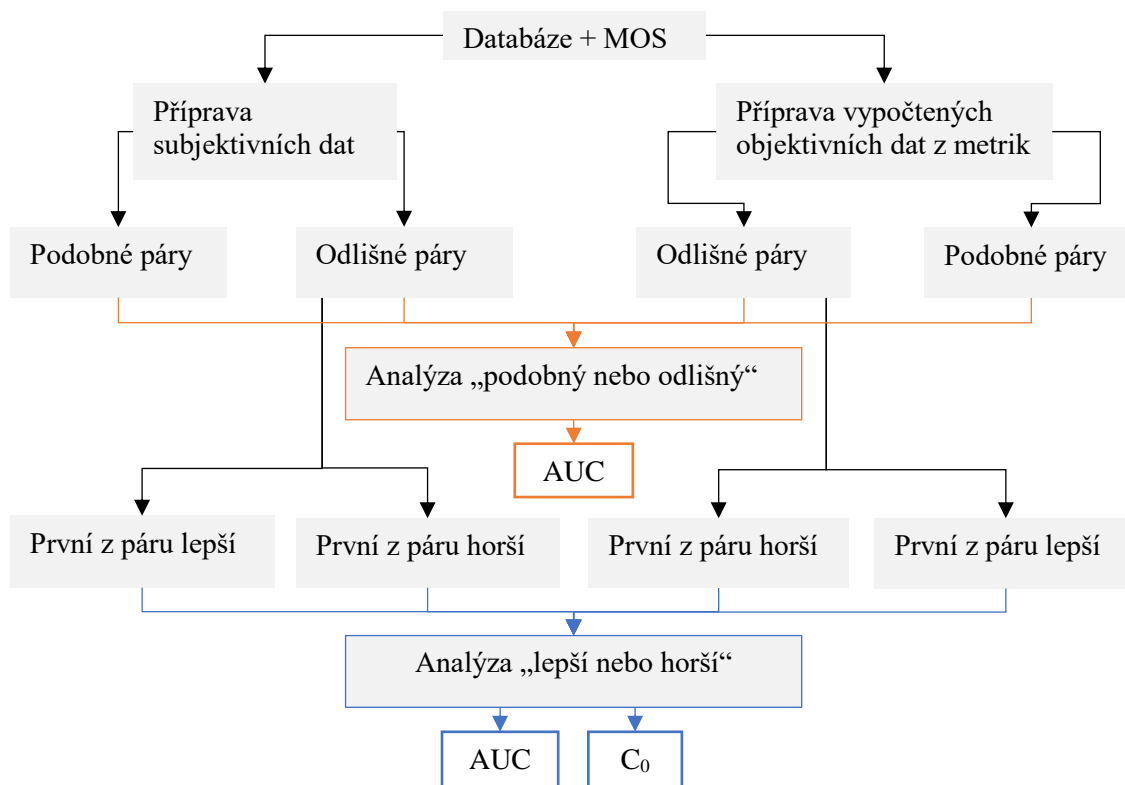 Databáze + MOS
Příprava
subjektivních dat
Příprava vypočtených
objektivních dat z metrik
Podobné páry
Odlišné páry
Odlišné páry
Podobné páry
Analýza „podobný nebo odlišný“
AUC
První z páru lepší
První z páru horší
První z páru horší
První z páru lepší
Analýza „lepší nebo horší“
AUC
C₀